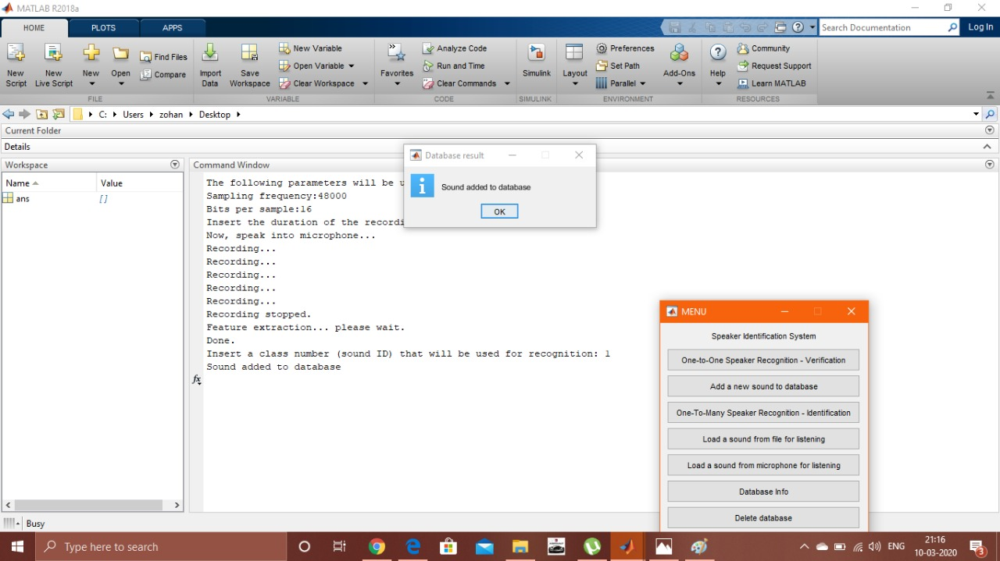 MATLAB R2018a
HOME PLOTS APPS
Search Documentation Log In
New Script
New Live Script
New
Open
Find Files
Compare
FILE
Import Data
Save Workspace
New Variable
Open Variable
Clear Workspace
VARIABLE
Favorites
Analyze Code
Run and Time
Clear Commands
CODE
Simulink
SIMULINK
Layout
Preferences
Set Path
Parallel
Add-Ons
ENVIRONMENT
Help
Community
Request Support
Learn MATLAB
RESOURCES
C: Users zohan Desktop
Current Folder
Details
Workspace
Name Value
ans []
Command Window
The following parameters will be u
Sampling frequency:48000
Bits per sample:16
Insert the duration of the recordi
Now, speak into microphone...
Recording...
Recording...
Recording...
Recording...
Recording...
Recording stopped.
Feature extraction... please wait.
Done.
Insert a class number (sound ID) that will be used for recognition: 1
Sound added to database
fx
Database result
Sound added to database
OK
MENU
Speaker Identification System
One-to-One Speaker Recognition - Verification
Add a new sound to database
One-To-Many Speaker Recognition - Identification
Load a sound from file for listening
Load a sound from microphone for listening
Database Info
Delete database
Busy
Type here to search
ENG
21:16
10-03-2020
3